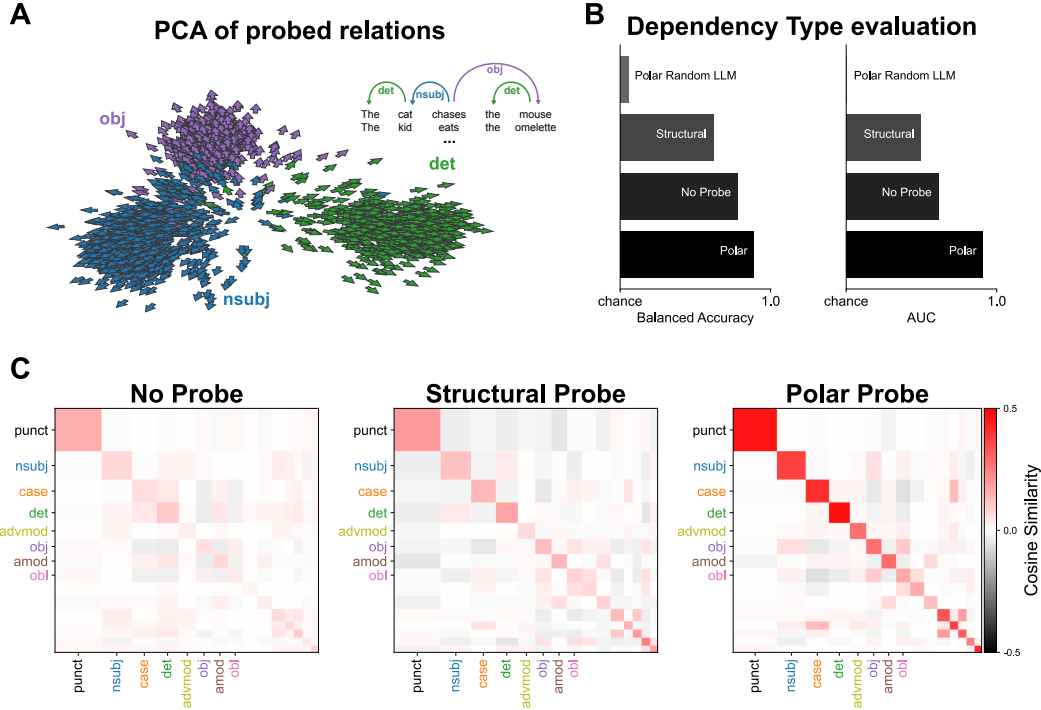 A
PCA of probed relations
obj
obj
det
nsubj
det
The cat chases the mouse
The kid eats the omelette
...
det
nsubj
B
Dependency Type evaluation
Polar Random LLM
Structural
No Probe
Polar
chance
1.0
Balanced Accuracy
Polar Random LLM
Structural
No Probe
Polar
chance
1.0
AUC
C
No Probe
punct
nsubj
case
det
advmod
obj
amod
obl
punct
nsubj
case
det
advmod
obj
amod
obl
Structural Probe
punct
nsubj
case
det
advmod
obj
amod
obl
punct
nsubj
case
det
advmod
obj
amod
obl
Polar Probe
punct
nsubj
case
det
advmod
obj
amod
obl
punct
nsubj
case
det
advmod
obj
amod
obl
0.5
0.0
-0.5
Cosine Similarity